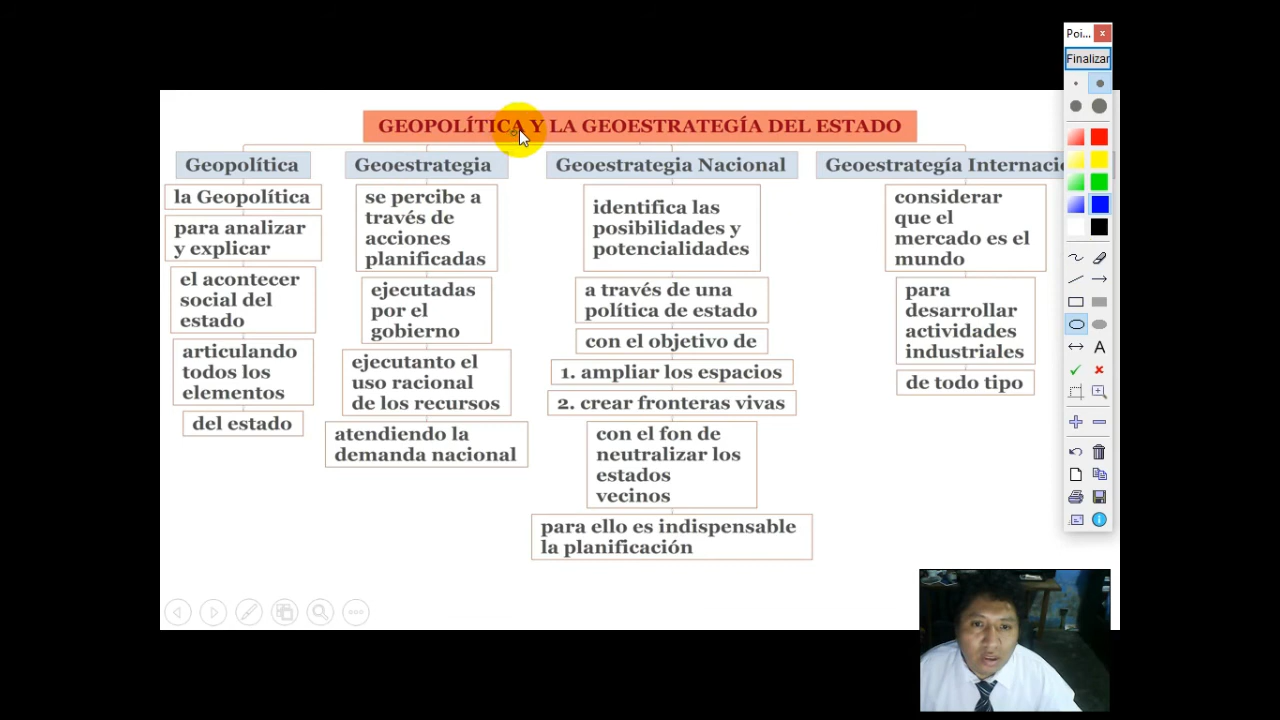 Poi...
Finalizar
GEOPOLÍTICA Y LA GEOESTRATEGÍA DEL ESTADO
Geopolítica
la Geopolítica
para analizar
y explicar
el acontecer
social del
estado
articulando
todos los
elementos
del estado
Geoestrategia
se percibe a
través de
acciones
planificadas
ejecutadas
por el
gobierno
ejecutanto el
uso racional
de los recursos
atendiendo la
demanda nacional
Geoestrategia Nacional
identifica las
posibilidades y
potencialidades
a través de una
política de estado
con el objetivo de
1. ampliar los espacios
2. crear fronteras vivas
con el fon de
neutralizar los
estados
vecinos
para ello es indispensable
la planificación
Geoestrategía Internacio
considerar
que el
mercado es el
mundo
para
desarrollar
actividades
industriales
de todo tipo
A